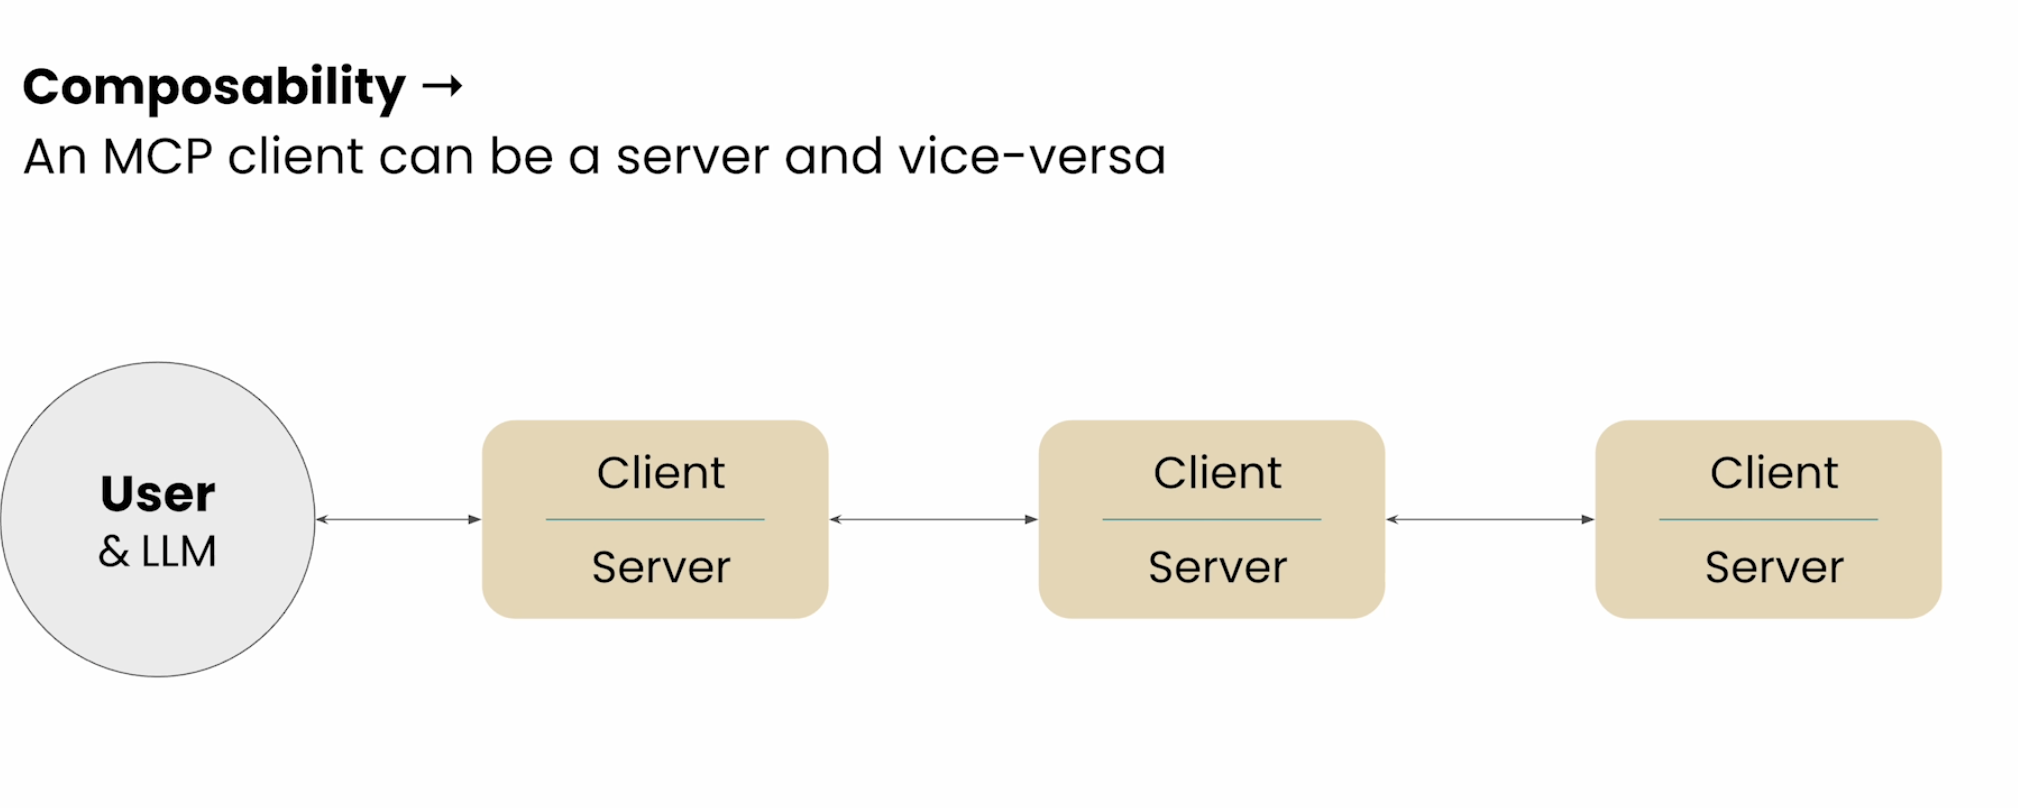 Composability →
An MCP client can be a server and vice-versa
User
& LLM
Client
Server
Client
Server
Client
Server